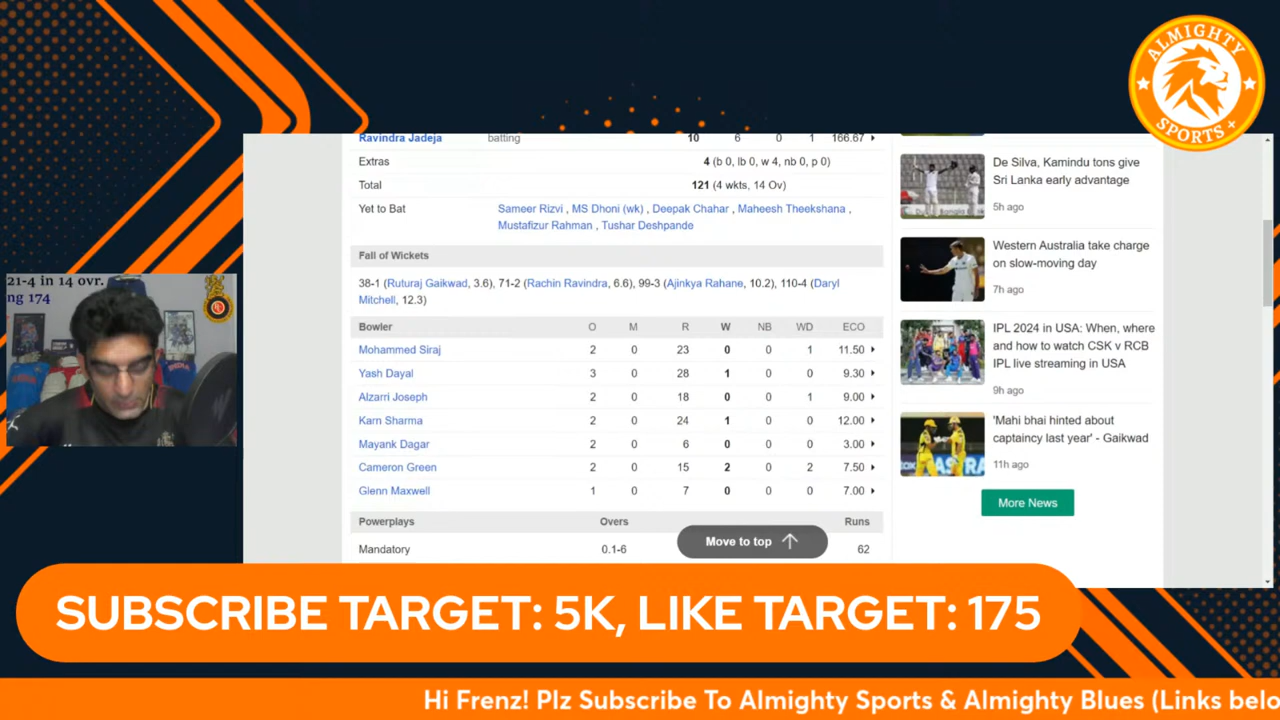 ALMIGHTY
SPORTS+
Ravindra Jadeja batting 10 6 0 1 166.67
Extras 4 (b 0, lb 0, w 4, nb 0, p 0)
Total 121 (4 wkts, 14 Ov)
Yet to Bat Sameer Rizvi , MS Dhoni (wk) , Deepak Chahar , Maheesh Theekshana ,
Mustafizur Rahman , Tushar Deshpande
Fall of Wickets
38-1 (Ruturaj Gaikwad, 3.6), 71-2 (Rachin Ravindra, 6.6), 99-3 (Ajinkya Rahane, 10.2), 110-4 (Daryl
Mitchell, 12.3)
Bowler O M R W NB WD ECO
Mohammed Siraj 2 0 23 0 0 1 11.50
Yash Dayal 3 0 28 1 0 0 9.30
Alzarri Joseph 2 0 18 0 0 1 9.00
Karn Sharma 2 0 24 1 0 0 12.00
Mayank Dagar 2 0 6 0 0 0 3.00
Cameron Green 2 0 15 2 0 2 7.50
Glenn Maxwell 1 0 7 0 0 0 7.00
Powerplays Overs Runs
Mandatory 0.1-6 62
Move to top
De Silva, Kamindu tons give
Sri Lanka early advantage
5h ago
Western Australia take charge
on slow-moving day
7h ago
IPL 2024 in USA: When, where
and how to watch CSK v RCB
IPL live streaming in USA
9h ago
'Mahi bhai hinted about
captaincy last year' - Gaikwad
11h ago
More News
21-4 in 14 ovr.
ng 174
SUBSCRIBE TARGET: 5K, LIKE TARGET: 175
Hi Frenz! Plz Subscribe To Almighty Sports & Almighty Blues (Links belo